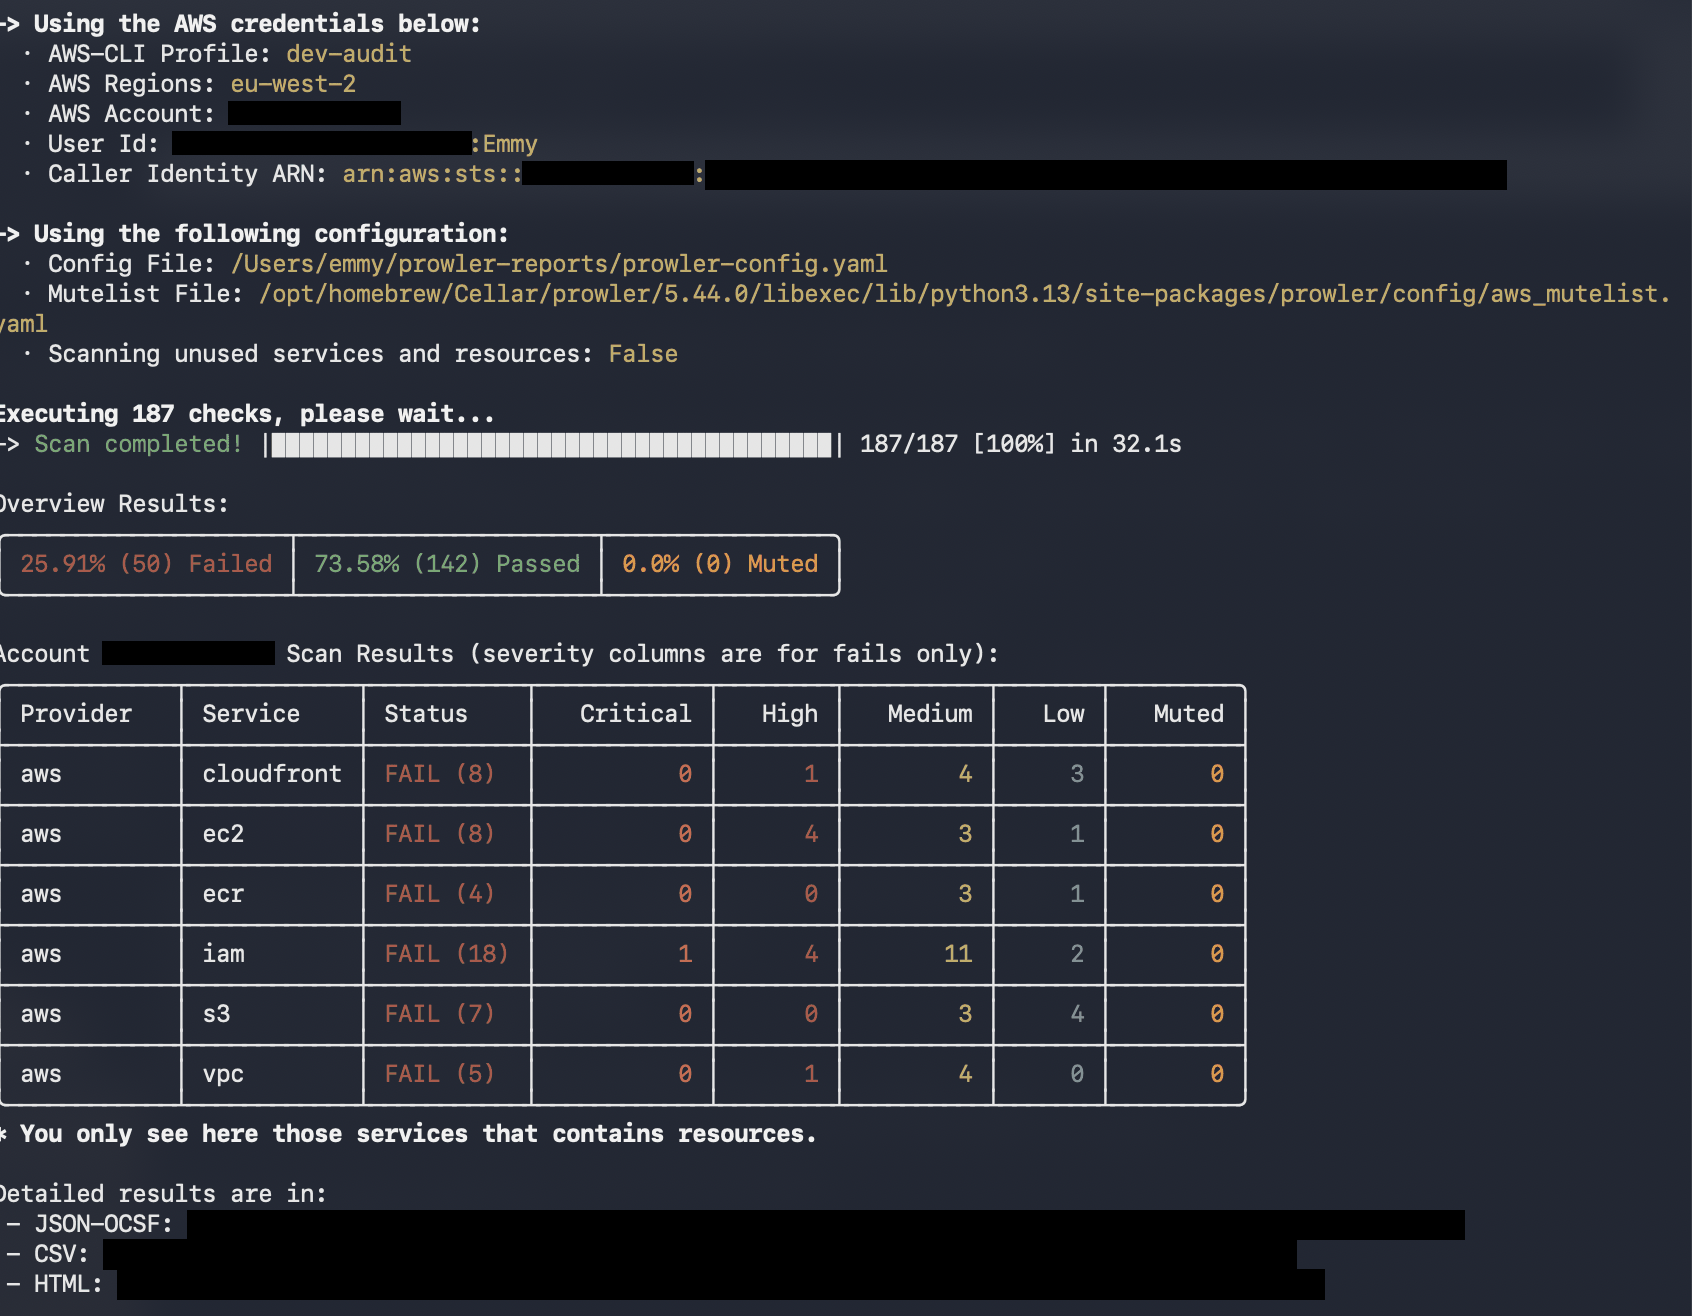 -> Using the AWS credentials below:
· AWS-CLI Profile: dev-audit
· AWS Regions: eu-west-2
· AWS Account:
· User Id: :Emmy
· Caller Identity ARN: arn:aws:sts:: :
-> Using the following configuration:
· Config File: /Users/emmy/prowler-reports/prowler-config.yaml
· Mutelist File: /opt/homebrew/Cellar/prowler/5.44.0/libexec/lib/python3.13/site-packages/prowler/config/aws_mutelist.
yaml
· Scanning unused services and resources: False
Executing 187 checks, please wait...
-> Scan completed! | | 187/187 [100%] in 32.1s
Overview Results:
25.91% (50) Failed 73.58% (142) Passed 0.0% (0) Muted
Account Scan Results (severity columns are for fails only):
Provider Service Status Critical High Medium Low Muted
aws cloudfront FAIL (8) 0 1 4 3 0
aws ec2 FAIL (8) 0 4 3 1 0
aws ecr FAIL (4) 0 0 3 1 0
aws iam FAIL (18) 1 4 11 2 0
aws s3 FAIL (7) 0 0 3 4 0
aws vpc FAIL (5) 0 1 4 0 0
* You only see here those services that contains resources.
Detailed results are in:
– JSON-OCSF:
– CSV:
– HTML: